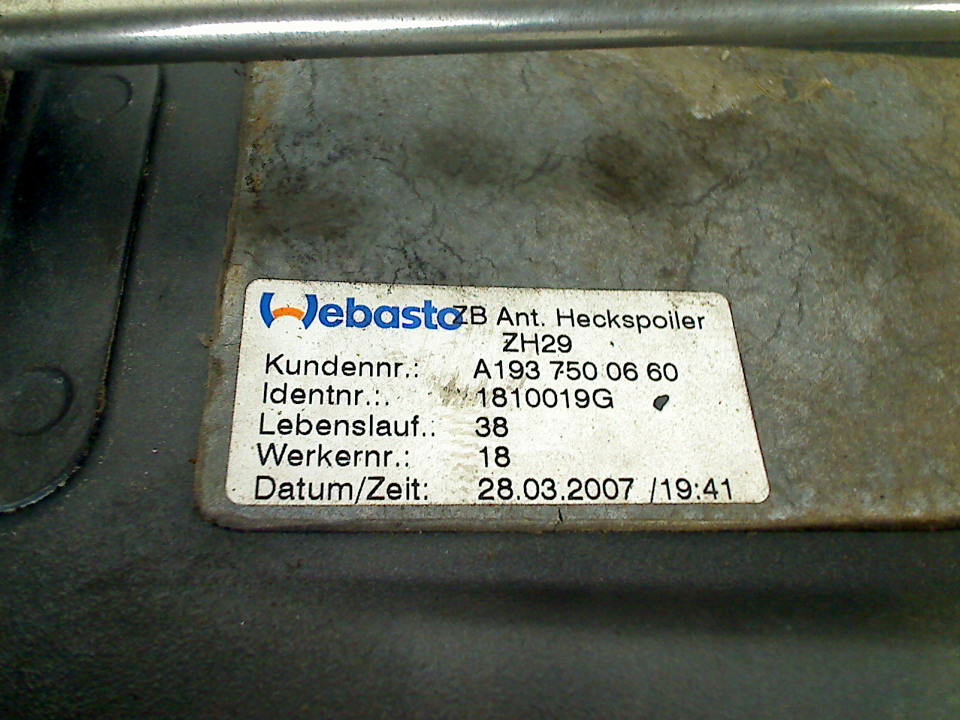 Webasto ZB Ant. Heckspoiler
ZH29
Kundennr.: A193 750 06 60
Identnr.:. 1810019G
Lebenslauf.: 38
Werkernr.: 18
Datum/Zeit: 28.03.2007 /19:41